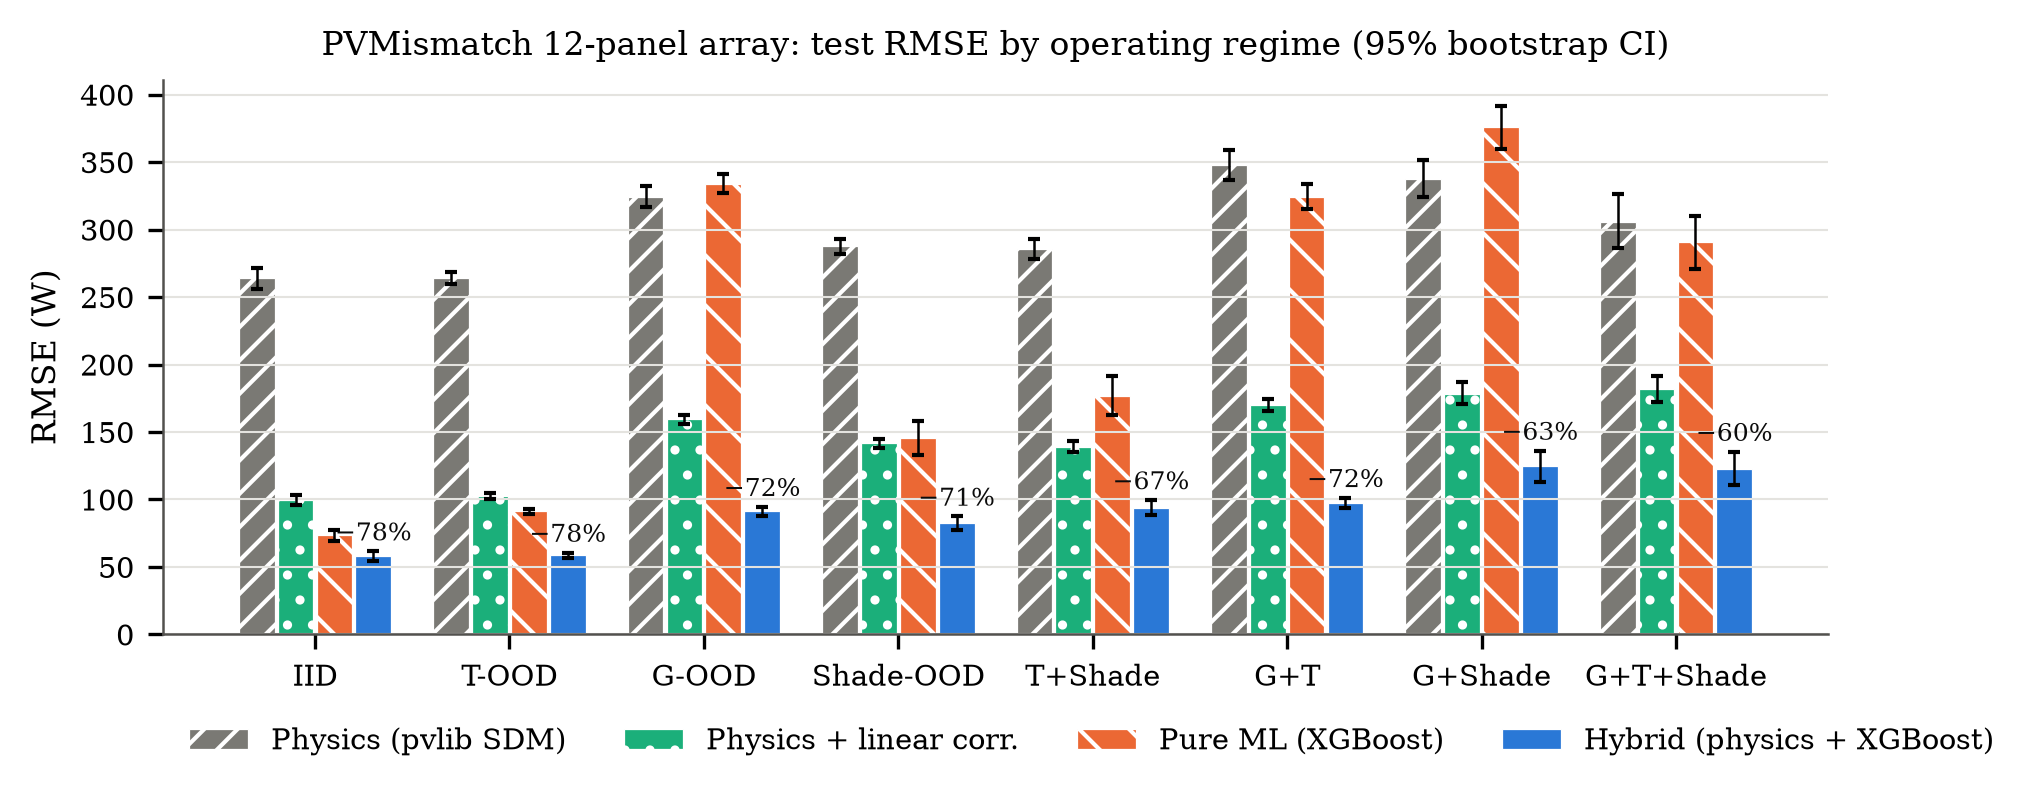 PVMismatch 12-panel array: test RMSE by operating regime (95% bootstrap CI)
RMSE (W)
400
350
300
250
200
150
100
50
0
−78%
−78%
−72%
−71%
−67%
−72%
−63%
−60%
IID
T-OOD
G-OOD
Shade-OOD
T+Shade
G+T
G+Shade
G+T+Shade
Physics (pvlib SDM)
Physics + linear corr.
Pure ML (XGBoost)
Hybrid (physics + XGBoost)